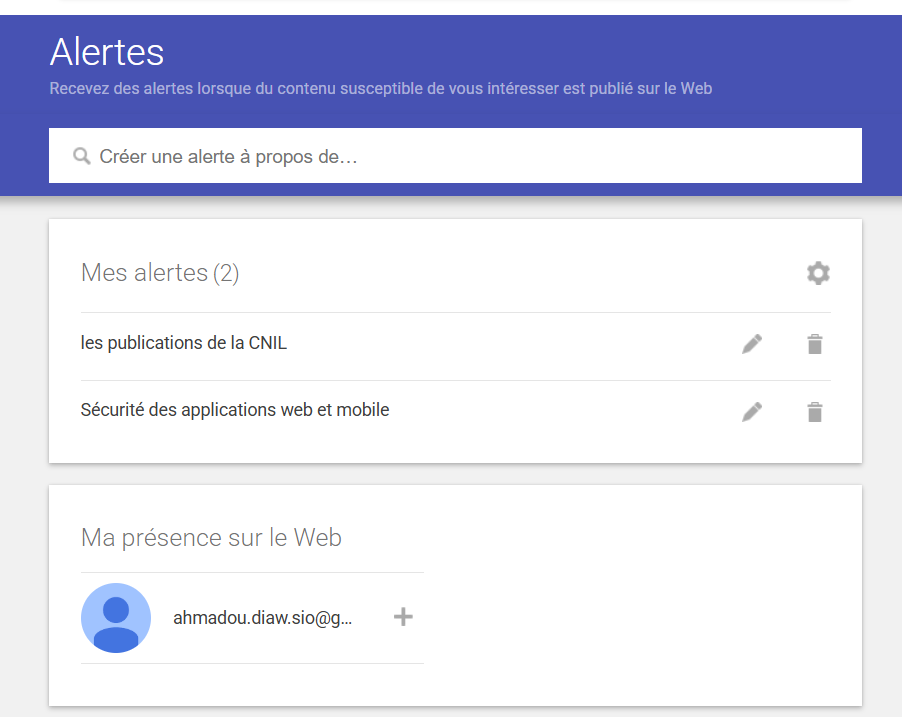 Alertes
Recevez des alertes lorsque du contenu susceptible de vous intéresser est publié sur le Web
Créer une alerte à propos de…
Mes alertes (2)
les publications de la CNIL
Sécurité des applications web et mobile
Ma présence sur le Web
ahmadou.diaw.sio@g...